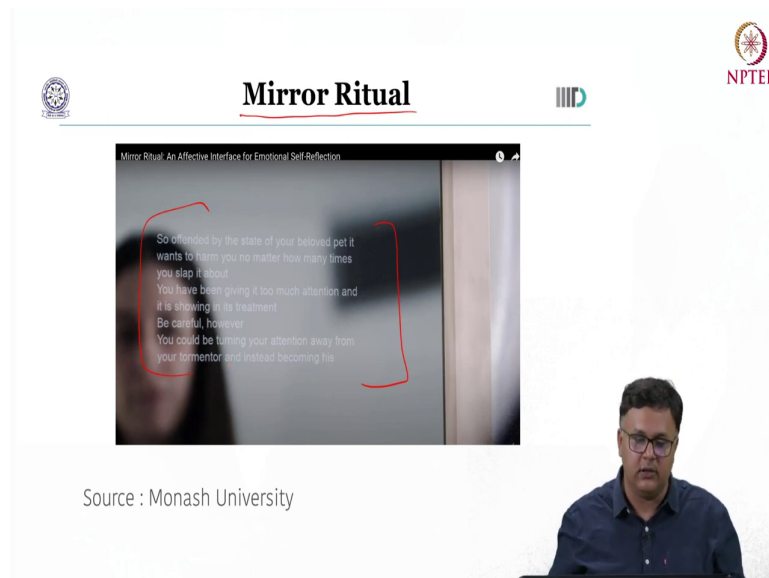 NPTEL
Mirror Ritual
IIID
Mirror Ritual: An Affective Interface for Emotional Self-Reflection
So offended by the state of your beloved pet it
wants to harm you no matter how many times
you slap it about
You have been giving it too much attention and
it is showing in its treatment
Be careful, however
You could be turning your attention away from
your tormentor and instead becoming his
Source : Monash University